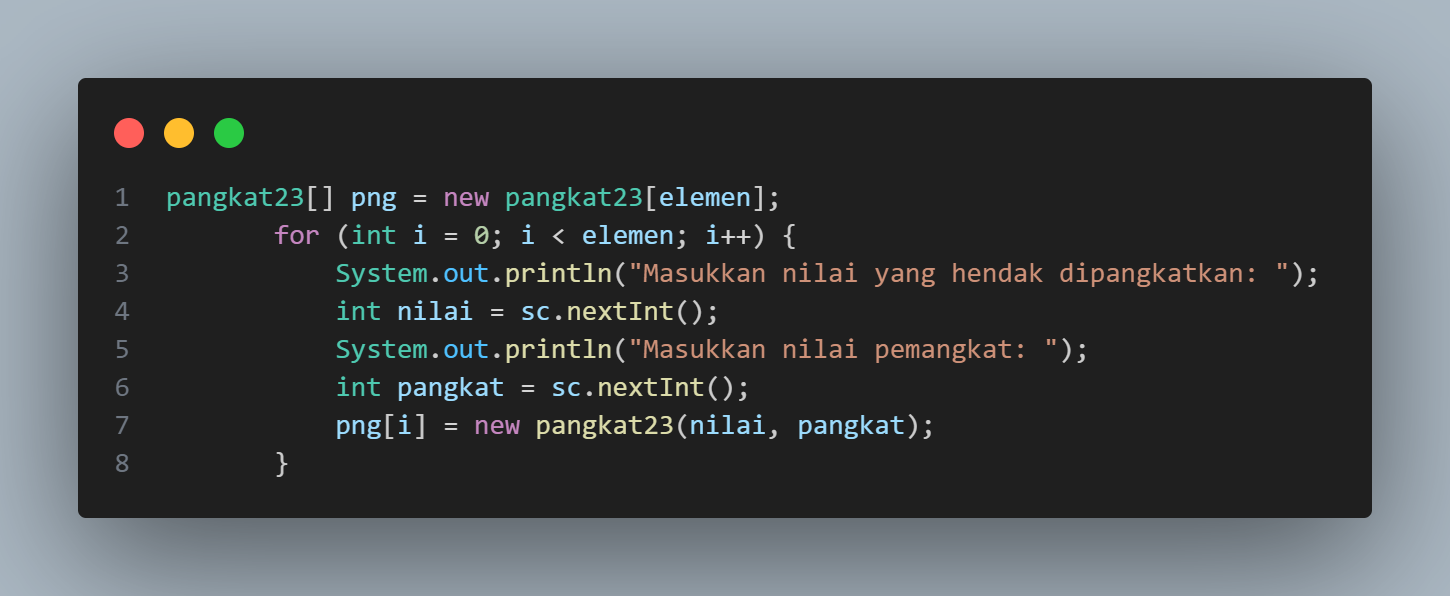 1 pangkat23[] png = new pangkat23[elemen];
2 for (int i = 0; i < elemen; i++) {
3 System.out.println("Masukkan nilai yang hendak dipangkatkan: ");
4 int nilai = sc.nextInt();
5 System.out.println("Masukkan nilai pemangkat: ");
6 int pangkat = sc.nextInt();
7 png[i] = new pangkat23(nilai, pangkat);
8 }